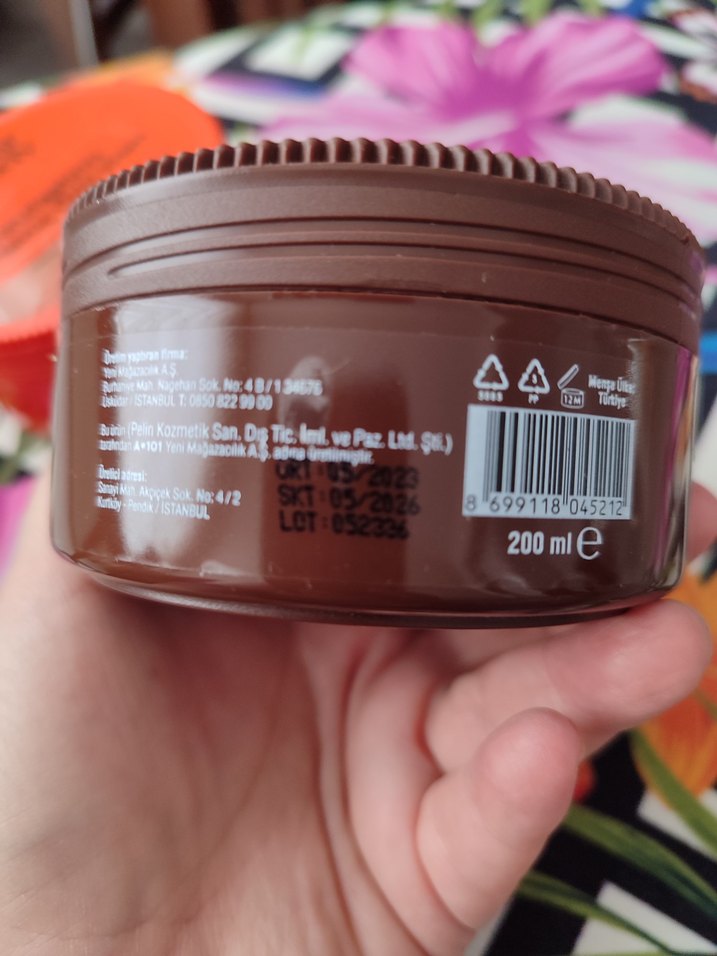 Üretim yaptıran firma:
Yeni Mağazacılık A.Ş.
Burhaniye Mah. Nagehan Sok. No: 4 B / 1 34676
Üsküdar / İSTANBUL T: 0850 822 99 00
Bu ürün (Pelin Kozmetik San. Dış Tic. İml. ve Paz. Ltd. Şti.)
tarafından A*101 Yeni Mağazacılık A.Ş. adına üretilmiştir.
Üretici adresi:
Sanayi Mah. Akçiçek Sok. No: 4 / 2
Kurtköy - Pendik / İSTANBUL
ÜRT : 05/2023
SKT : 05/2026
LOT : 052336
5
PP
12M
Menşe Ülke:
Türkiye
8 699118 045212
200 ml e